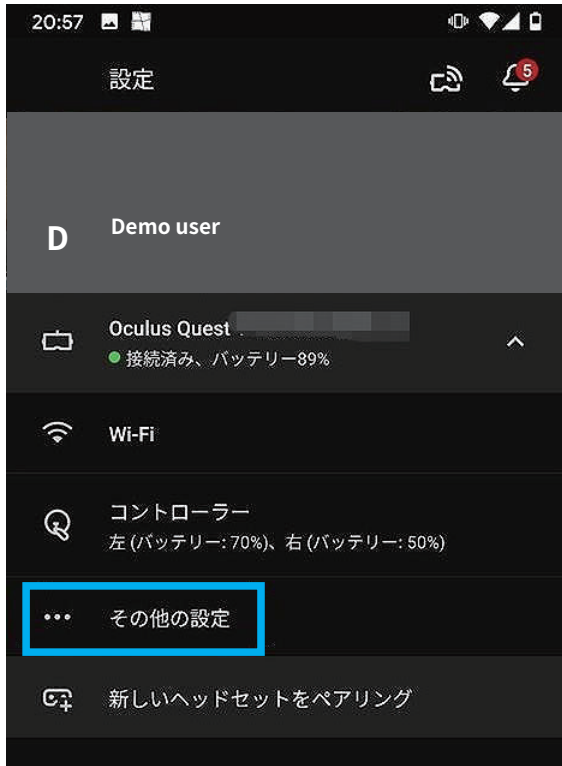 20:57
設定
5
D
Demo user
Oculus Quest
接続済み、バッテリー89%
Wi-Fi
コントローラー
左 (バッテリー: 70%)、右 (バッテリー: 50%)
その他の設定
新しいヘッドセットをペアリング